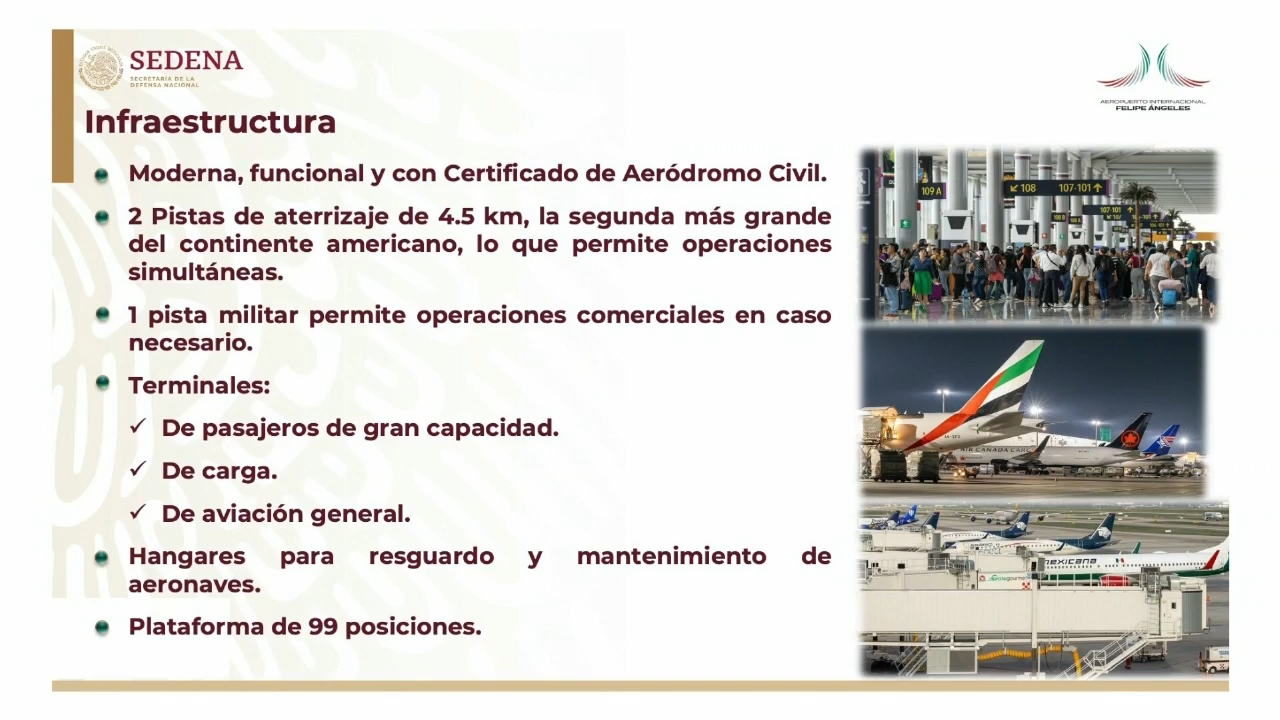 SEDENA
SECRETARÍA DE LA
DEFENSA NACIONAL
AEROPUERTO INTERNACIONAL
FELIPE ÁNGELES
Infraestructura
Moderna, funcional y con Certificado de Aeródromo Civil.
2 Pistas de aterrizaje de 4.5 km, la segunda más grande
del continente americano, lo que permite operaciones
simultáneas.
1 pista militar permite operaciones comerciales en caso
necesario.
Terminales:
✓ De pasajeros de gran capacidad.
✓ De carga.
✓ De aviación general.
Hangares para resguardo y mantenimiento de
aeronaves.
Plataforma de 99 posiciones.
109 A
↙ 108 107-101 ↑
107-101
AIR CANADA CARGO
mexicana